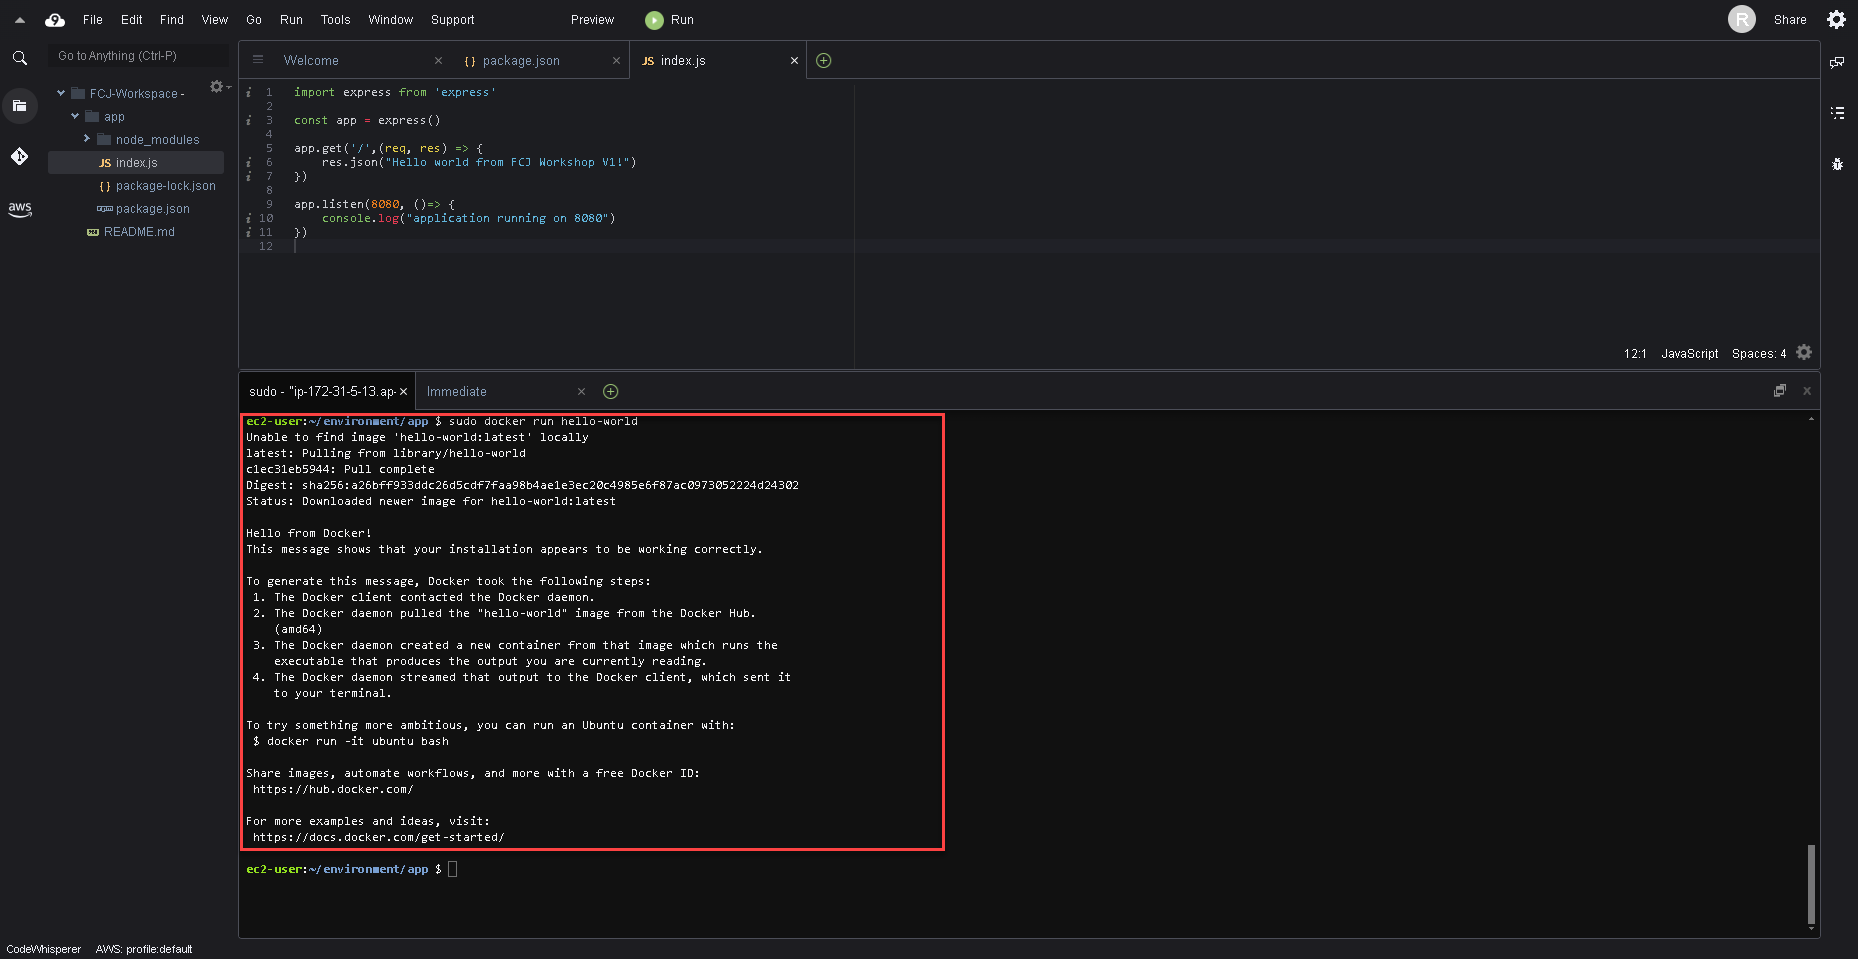 9 File Edit Find View Go Run Tools Window Support Preview Run R Share
Go to Anything (Ctrl-P)
FCJ-Workspace -
app
node_modules
JS index.js
{} package-lock.json
package.json
README.md
aws
Welcome
{} package.json
JS index.js
1 import express from 'express'
2
3 const app = express()
4
5 app.get('/',(req, res) => {
6 res.json("Hello world from FCJ Workshop V1!")
7 })
8
9 app.listen(8080, ()=> {
10 console.log("application running on 8080")
11 })
12
12:1 JavaScript Spaces: 4
sudo - "ip-172-31-5-13.ap-
Immediate
ec2-user:~/environment/app $ sudo docker run hello-world
Unable to find image 'hello-world:latest' locally
latest: Pulling from library/hello-world
c1ec31eb5944: Pull complete
Digest: sha256:a26bff933ddc26d5cdf7faa98b4ae1e3ec20c4985e6f87ac0973052224d24302
Status: Downloaded newer image for hello-world:latest
Hello from Docker!
This message shows that your installation appears to be working correctly.
To generate this message, Docker took the following steps:
1. The Docker client contacted the Docker daemon.
2. The Docker daemon pulled the "hello-world" image from the Docker Hub.
(amd64)
3. The Docker daemon created a new container from that image which runs the
executable that produces the output you are currently reading.
4. The Docker daemon streamed that output to the Docker client, which sent it
to your terminal.
To try something more ambitious, you can run an Ubuntu container with:
$ docker run -it ubuntu bash
Share images, automate workflows, and more with a free Docker ID:
https://hub.docker.com/
For more examples and ideas, visit:
https://docs.docker.com/get-started/
ec2-user:~/environment/app $
CodeWhisperer AWS: profile:default